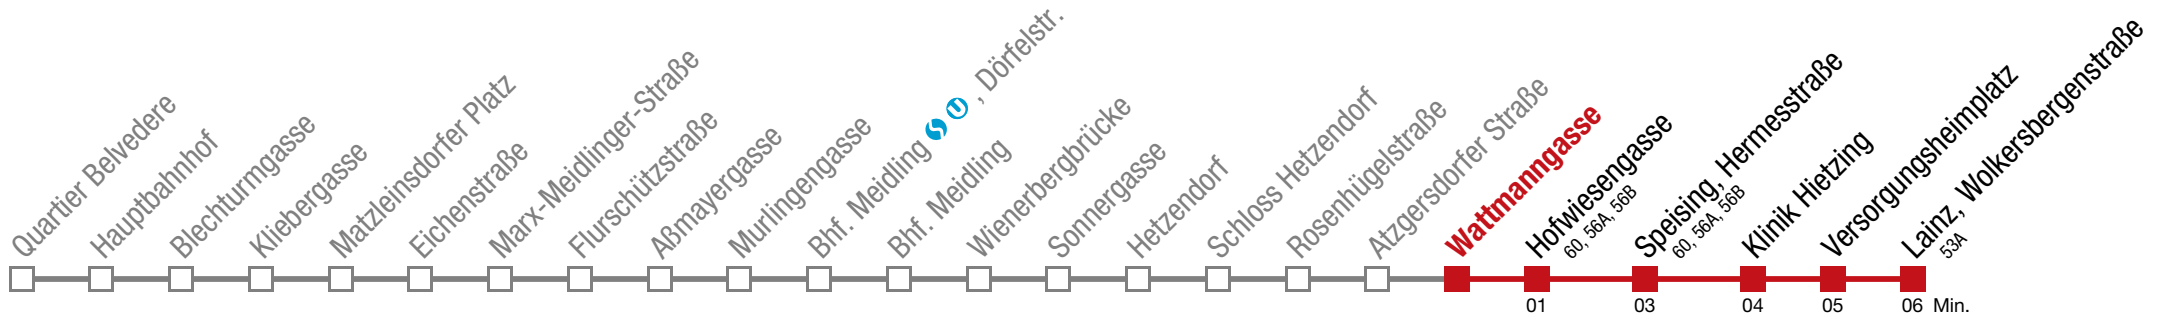 Quartier Belvedere
Hauptbahnhof
Blechturmgasse
Kliebergasse
Matzleinsdorfer Platz
Eichenstraße
Marx-Meidlinger-Straße
Flurschützstraße
Aßmayergasse
Murlingengasse
Bhf. Meidling S U , Dörfelstr.
Bhf. Meidling
Wienerbergbrücke
Sonnergasse
Hetzendorf
Schloss Hetzendorf
Rosenhügelstraße
Atzgersdorfer Straße
Wattmanngasse
Hofwiesengasse
60, 56A, 56B
Speising, Hermesstraße
60, 56A, 56B
Klinik Hietzing
Versorgungsheimplatz
Lainz, Wolkersbergenstraße
53A
01 03 04 05 06 Min.